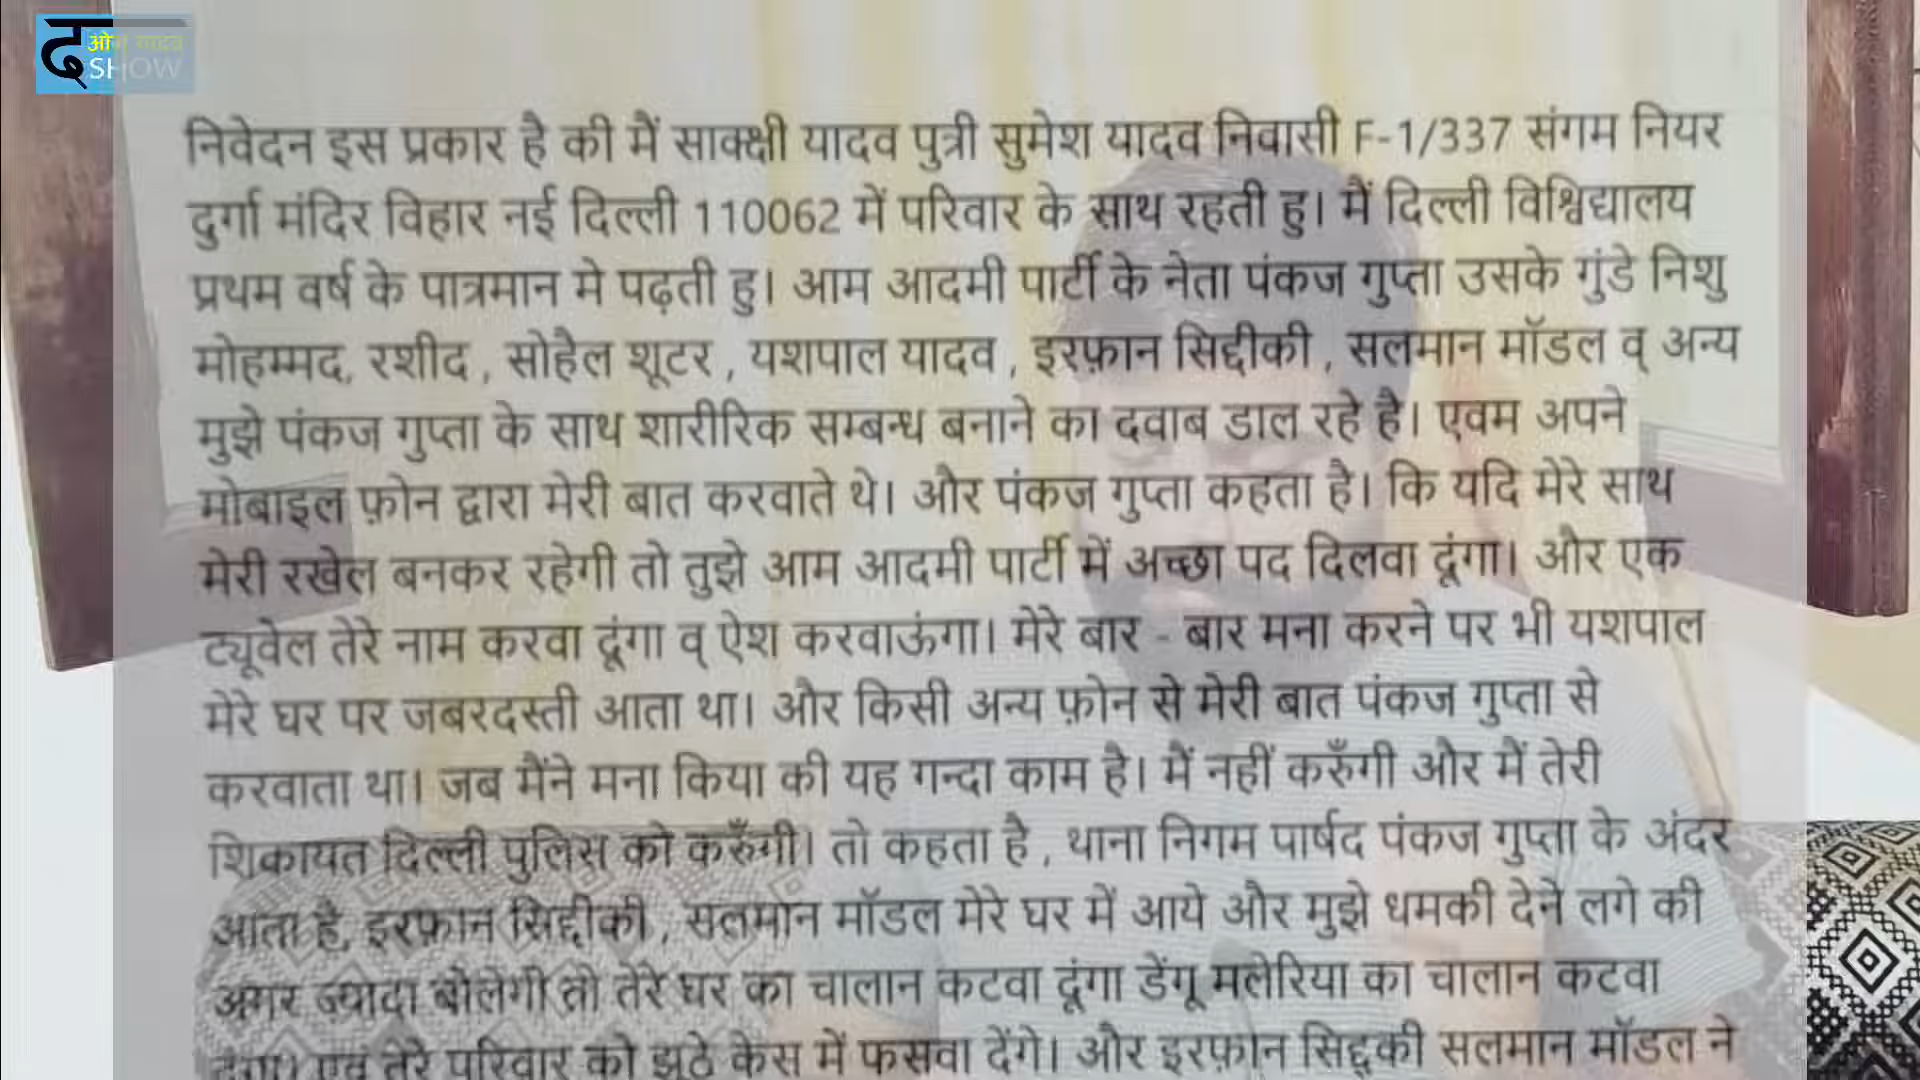 द
ओम यादव
SHOW
निवेदन इस प्रकार है की मैं साक्क्षी यादव पुत्री सुमेश यादव निवासी F-1/337 संगम नियर
दुर्गा मंदिर विहार नई दिल्ली 110062 में परिवार के साथ रहती हु। मैं दिल्ली विश्विद्यालय
प्रथम वर्ष के पात्रमान मे पढ़ती हु। आम आदमी पार्टी के नेता पंकज गुप्ता उसके गुंडे निशु
मोहम्मद, रशीद , सोहैल शूटर , यशपाल यादव , इरफ़ान सिद्दीकी , सलमान मॉडल व् अन्य
मुझे पंकज गुप्ता के साथ शारीरिक सम्बन्ध बनाने का दवाब डाल रहे है। एवम अपने
मोबाइल फ़ोन द्वारा मेरी बात करवाते थे। और पंकज गुप्ता कहता है। कि यदि मेरे साथ
मेरी रखेल बनकर रहेगी तो तुझे आम आदमी पार्टी में अच्छा पद दिलवा दूंगा। और एक
ट्यूवेल तेरे नाम करवा दूंगा व् ऐश करवाऊंगा। मेरे बार - बार मना करने पर भी यशपाल
मेरे घर पर जबरदस्ती आता था। और किसी अन्य फ़ोन से मेरी बात पंकज गुप्ता से
करवाता था। जब मैंने मना किया की यह गन्दा काम है। मैं नहीं करुँगी और मैं तेरी
शिकायत दिल्ली पुलिस को करुँगी। तो कहता है , थाना निगम पार्षद पंकज गुप्ता के अंदर
आता है, इरफ़ान सिद्दीकी , सलमान मॉडल मेरे घर में आये और मुझे धमकी देने लगे की
अगर ज़्यादा बोलेगी तो तेरे घर का चालान कटवा दूंगा डेंगू मलेरिया का चालान कटवा
दूंगा। एवं तेरे परिवार को झूठे केस में फसवा देंगे। और इरफ़ान सिद्द्की सलमान मॉडल ने